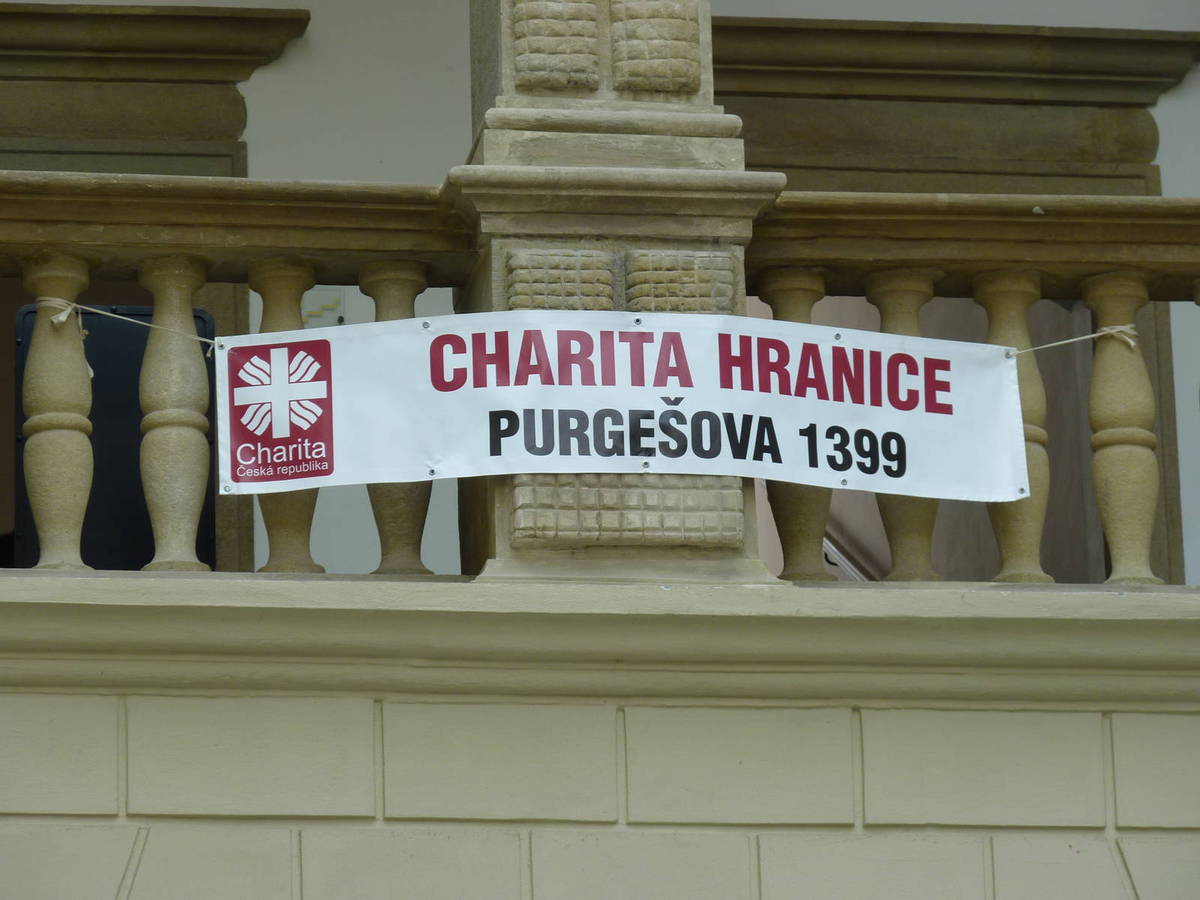 CHARITA HRANICE
PURGEŠOVA 1399
Charita
Česká republika